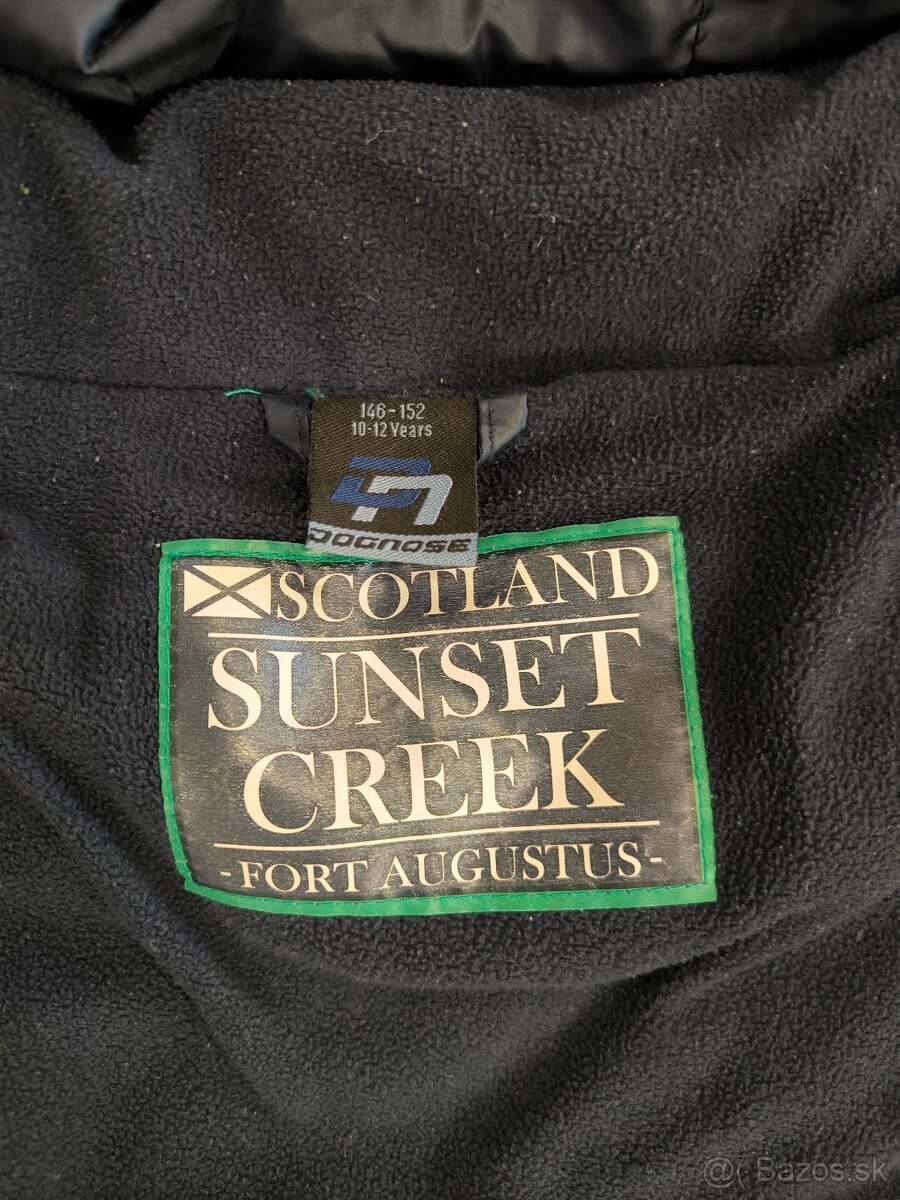 146-152
10-12 Years
DOGNOSE
SCOTLAND
SUNSET
CREEK
-FORT AUGUSTUS-
@( Bazos.sk